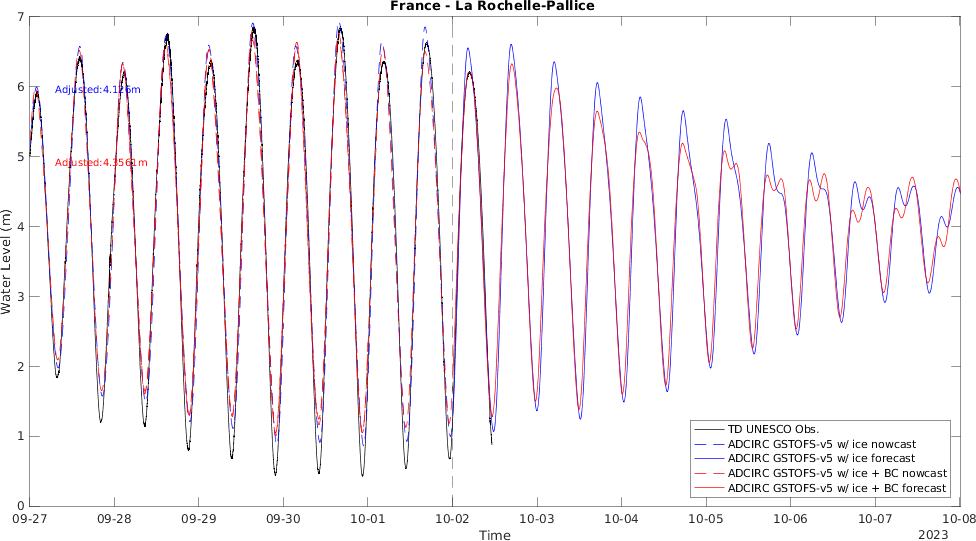 France - La Rochelle-Pallice
7
6
5
4
3
2
1
0
Water Level (m)
Adjusted:4.126m
Adjusted:4.3561m
TD UNESCO Obs.
ADCIRC GSTOFS-v5 w/ ice nowcast
ADCIRC GSTOFS-v5 w/ ice forecast
ADCIRC GSTOFS-v5 w/ ice + BC nowcast
ADCIRC GSTOFS-v5 w/ ice + BC forecast
09-27 09-28 09-29 09-30 10-01 10-02 10-03 10-04 10-05 10-06 10-07 10-08
Time
2023